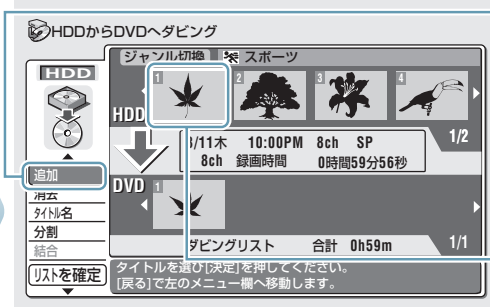 HDDからDVDへダビング
ジャンル切換 スポーツ
HDD
1 2 3 4
HDD
3/11木 10:00PM 8ch SP 1/2
8ch 録画時間 0時間59分56秒
追加
消去
タイトル名
分割
結合
リストを確定
DVD 1
ダビングリスト 合計 0h59m 1/1
タイトルを選び[決定]を押してください。
[戻る]で左のメニュー欄へ移動します。